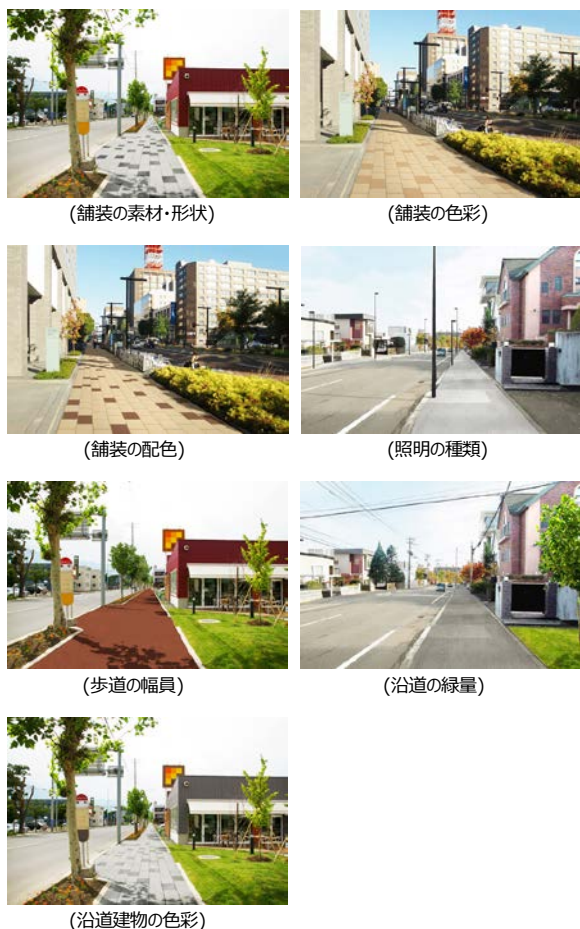 (舗装の素材・形状)
(舗装の色彩)
(舗装の配色)
(照明の種類)
(歩道の幅員)
(沿道の緑量)
(沿道建物の色彩)